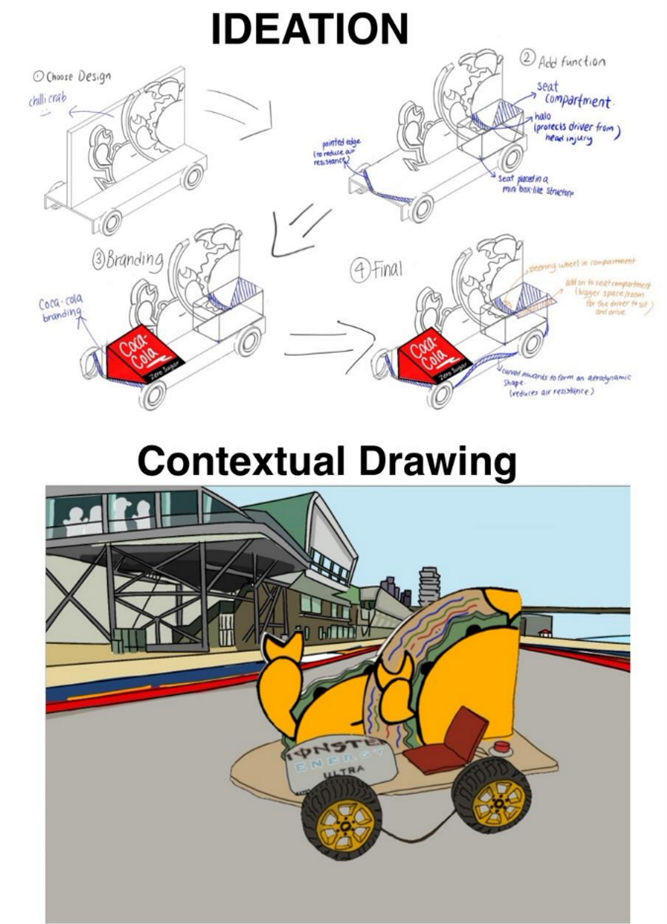 IDEATION
① Choose Design
chilli crab
② Add function
seat
compartment.
halo
(protects driver from
head injury)
pointed edge
(to reduce air
resistance)
seat placed in a
mini box-like structure
③ Branding
Coca-cola
branding
Coca-
Cola
Zero Sugar
④ Final
steering wheel in compartment
add on to seat compartment
(bigger space/room
for the driver to sit
and drive
Coca-
Cola
Zero Sugar
curved inwards to form an aerodynamic
shape.
(reduces air resistance)
Contextual Drawing
MONSTE
ENERGY
ULTRA